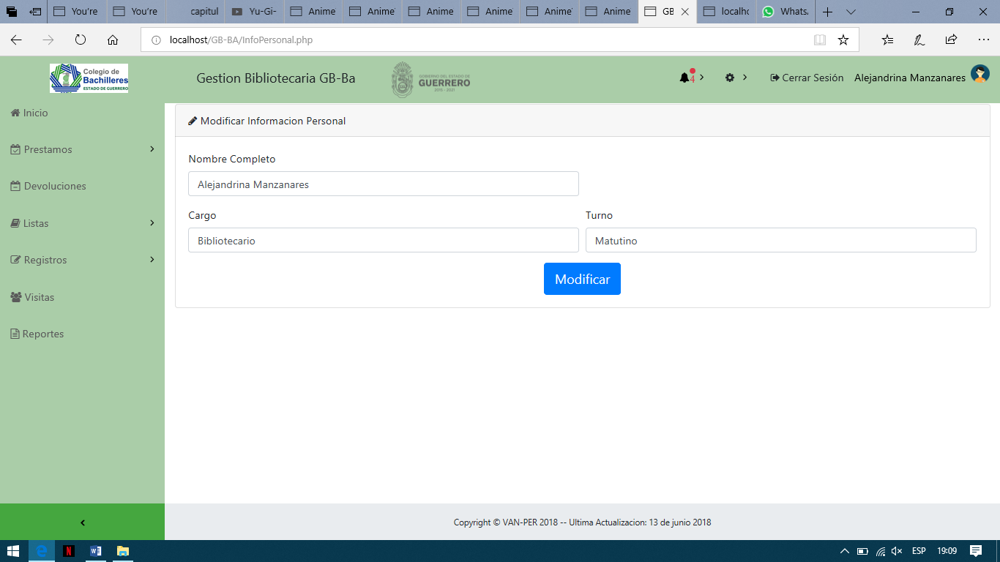 You're
You're
capitul
Yu-Gi-
Anime
Anime
Anime
Anime
Anime
Anime
GB
localho
Whats
localhost/GB-BA/InfoPersonal.php
Colegio de
Bachilleres
ESTADO DE GUERRERO
Gestion Bibliotecaria GB-Ba
GOBIERNO DEL ESTADO DE
GUERRERO
2015 - 2021
4
Cerrar Sesión
Alejandrina Manzanares
Inicio
Prestamos
Devoluciones
Listas
Registros
Visitas
Reportes
Modificar Informacion Personal
Nombre Completo
Alejandrina Manzanares
Cargo
Turno
Bibliotecario
Matutino
Modificar
Copyright © VAN-PER 2018 -- Ultima Actualizacion: 13 de junio 2018
N
W
ESP
19:09